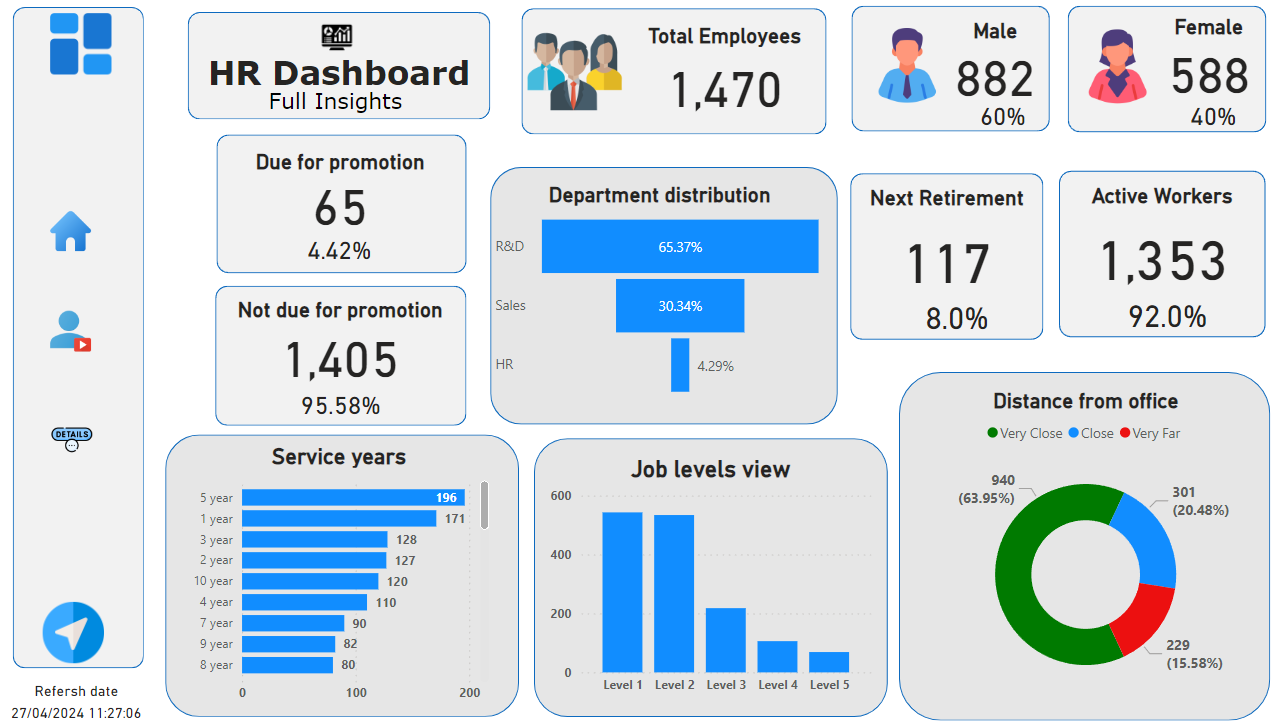 HR Dashboard
Full Insights
Total Employees
1,470
Male
882
60%
Female
588
40%
Due for promotion
65
4.42%
Not due for promotion
1,405
95.58%
Department distribution
R&D
65.37%
Sales
30.34%
HR
4.29%
Next Retirement
117
8.0%
Active Workers
1,353
92.0%
DETAILS
Service years
5 year 196
1 year 171
3 year 128
2 year 127
10 year 120
4 year 110
7 year 90
9 year 82
8 year 80
0 100 200
Job levels view
600
400
200
0
Level 1 Level 2 Level 3 Level 4 Level 5
Distance from office
Very Close Close Very Far
940
(63.95%)
301
(20.48%)
229
(15.58%)
Refersh date
27/04/2024 11:27:06